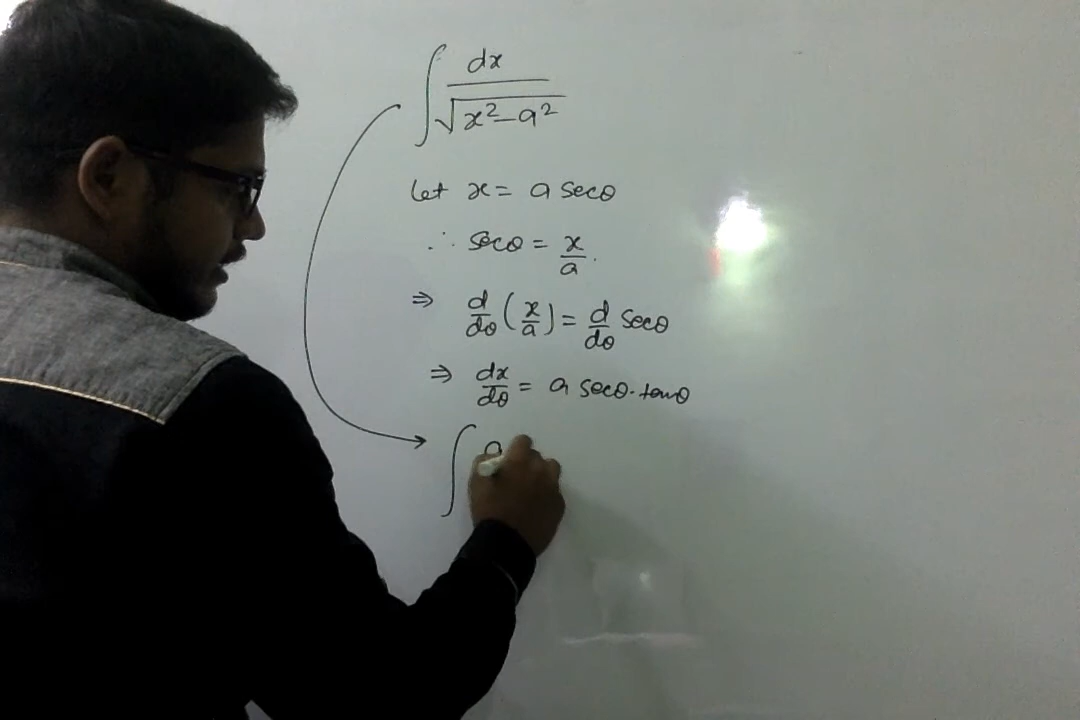 ∫ dx / √(x² - a²)
Let x = a secθ
∴ secθ = x/a.
⇒ d/dθ (x/a) = d/dθ secθ
⇒ dx/dθ = a secθ · tanθ
∫ a